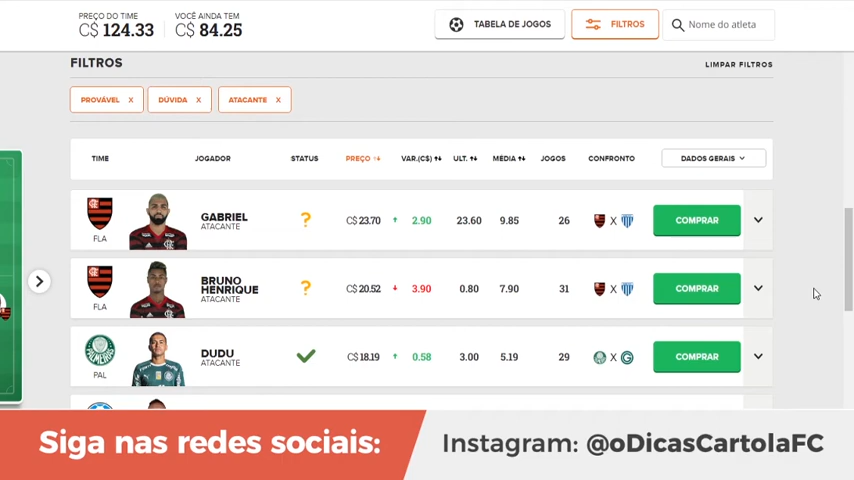 PREÇO DO TIME
C$ 124.33
VOCÊ AINDA TEM
C$ 84.25
TABELA DE JOGOS
FILTROS
Nome do atleta
FILTROS
LIMPAR FILTROS
PROVÁVEL X
DÚVIDA X
ATACANTE X
TIME JOGADOR STATUS PREÇO VAR.(C$) ULT. MÉDIA JOGOS CONFRONTO DADOS GERAIS
FLA
GABRIEL
ATACANTE
? C$ 23.70 2.90 23.60 9.85 26 X COMPRAR
FLA
BRUNO
HENRIQUE
ATACANTE
? C$ 20.52 3.90 0.80 7.90 31 X COMPRAR
PAL
DUDU
ATACANTE
C$ 18.19 0.58 3.00 5.19 29 X COMPRAR
Siga nas redes sociais:
Instagram: @oDicasCartolaFC